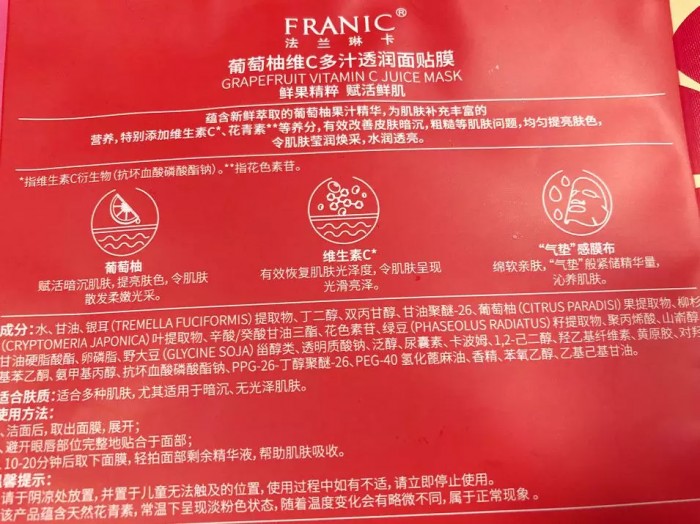 FRANIC®
法兰琳卡
葡萄柚维C多汁透润面贴膜
GRAPEFRUIT VITAMIN C JUICE MASK
鲜果精粹 赋活鲜肌
蕴含新鲜萃取的葡萄柚果汁精华，为肌肤补充丰富的
营养，特别添加维生素C*、花青素**等养分，有效改善皮肤暗沉，粗糙等肌肤问题，均匀提亮肤色，
令肌肤莹润焕采，水润透亮。
*指维生素C衍生物（抗坏血酸磷酸酯钠）。**指花色素苷。
葡萄柚
赋活暗沉肌肤，提亮肤色，令肌肤
散发柔嫩光采。
维生素C*
有效恢复肌肤光泽度，令肌肤呈现
光滑亮泽。
“气垫”感膜布
绵软亲肤，“气垫”般紧储精华量，
沁养肌肤。
成分：水、甘油、银耳（TREMELLA FUCIFORMIS）提取物、丁二醇、双丙甘醇、甘油聚醚-26、葡萄柚（CITRUS PARADISI）果提取物、柳杉
（CRYPTOMERIA JAPONICA）叶提取物、辛酸/癸酸甘油三酯、花色素苷、绿豆（PHASEOLUS RADIATUS）籽提取物、聚丙烯酸、山嵛醇
甘油硬脂酸酯、卵磷脂、野大豆（GLYCINE SOJA）甾醇类、透明质酸钠、泛醇、尿囊素、卡波姆、1,2-己二醇、羟乙基纤维素、黄原胶、对羟
基苯乙酮、氨甲基丙醇、抗坏血酸磷酸酯钠、PPG-26-丁醇聚醚-26、PEG-40 氢化蓖麻油、香精、苯氧乙醇、乙基己基甘油。
适合肤质：适合多种肌肤，尤其适用于暗沉、无光泽肌肤。
使用方法：
、洁面后，取出面膜，展开；
、避开眼唇部位完整地贴合于面部；
、10-20分钟后取下面膜，轻拍面部剩余精华液，帮助肌肤吸收。
温馨提示：
请于阴凉处放置，并置于儿童无法触及的位置，使用过程中如有不适，请立即停止使用。
该产品蕴含天然花青素，常温下呈现淡粉色状态，随着温度变化会有略微不同，属于正常现象。